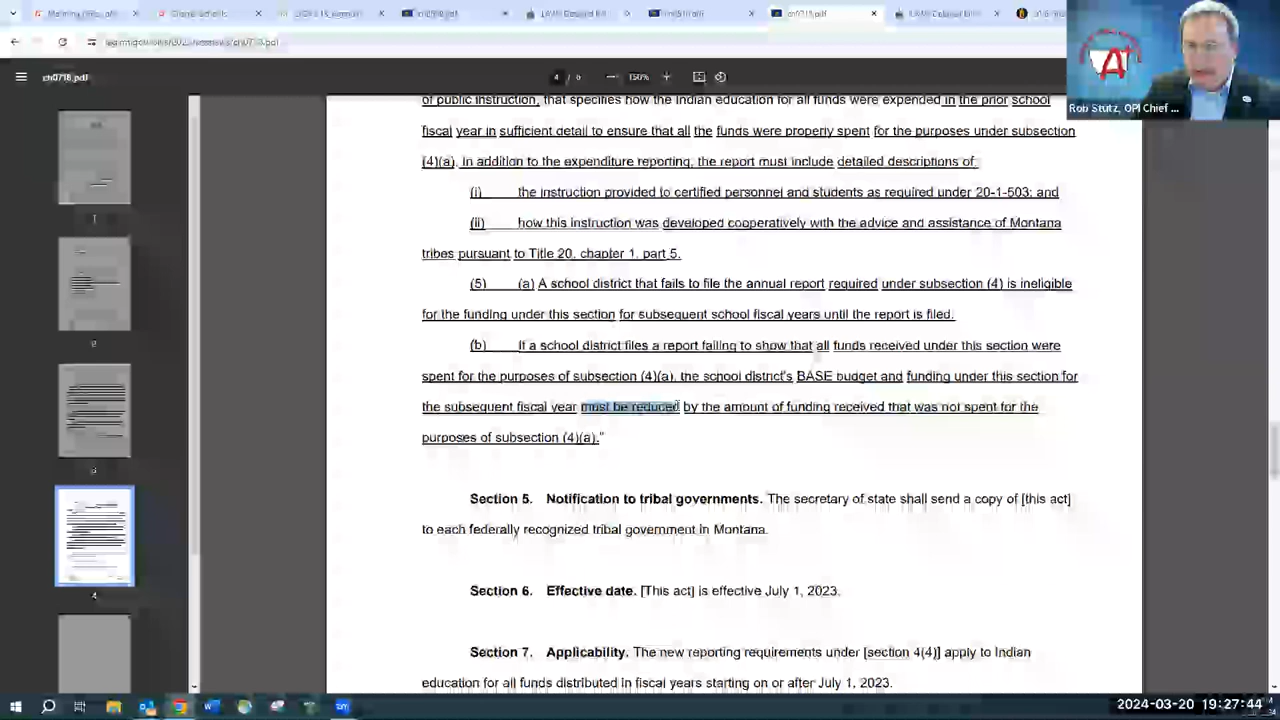 ch0718.pdf
ch0718.pdf
4 / 6
150%
Rob Stutz, OPI Chief ...
of public instruction, that specifies how the Indian education for all funds were expended in the prior school
fiscal year in sufficient detail to ensure that all the funds were properly spent for the purposes under subsection
(4)(a). In addition to the expenditure reporting, the report must include detailed descriptions of:
(i) the instruction provided to certified personnel and students as required under 20-1-503; and
(ii) how this instruction was developed cooperatively with the advice and assistance of Montana
tribes pursuant to Title 20, chapter 1, part 5.
(5) (a) A school district that fails to file the annual report required under subsection (4) is ineligible
for the funding under this section for subsequent school fiscal years until the report is filed.
(b) If a school district files a report failing to show that all funds received under this section were
spent for the purposes of subsection (4)(a), the school district's BASE budget and funding under this section for
the subsequent fiscal year must be reduced by the amount of funding received that was not spent for the
purposes of subsection (4)(a)."
Section 5. Notification to tribal governments. The secretary of state shall send a copy of [this act]
to each federally recognized tribal government in Montana.
Section 6. Effective date. [This act] is effective July 1, 2023.
Section 7. Applicability. The new reporting requirements under [section 4(4)] apply to Indian
education for all funds distributed in fiscal years starting on or after July 1, 2023.
1
2
3
4
2024-03-20 19:27:44